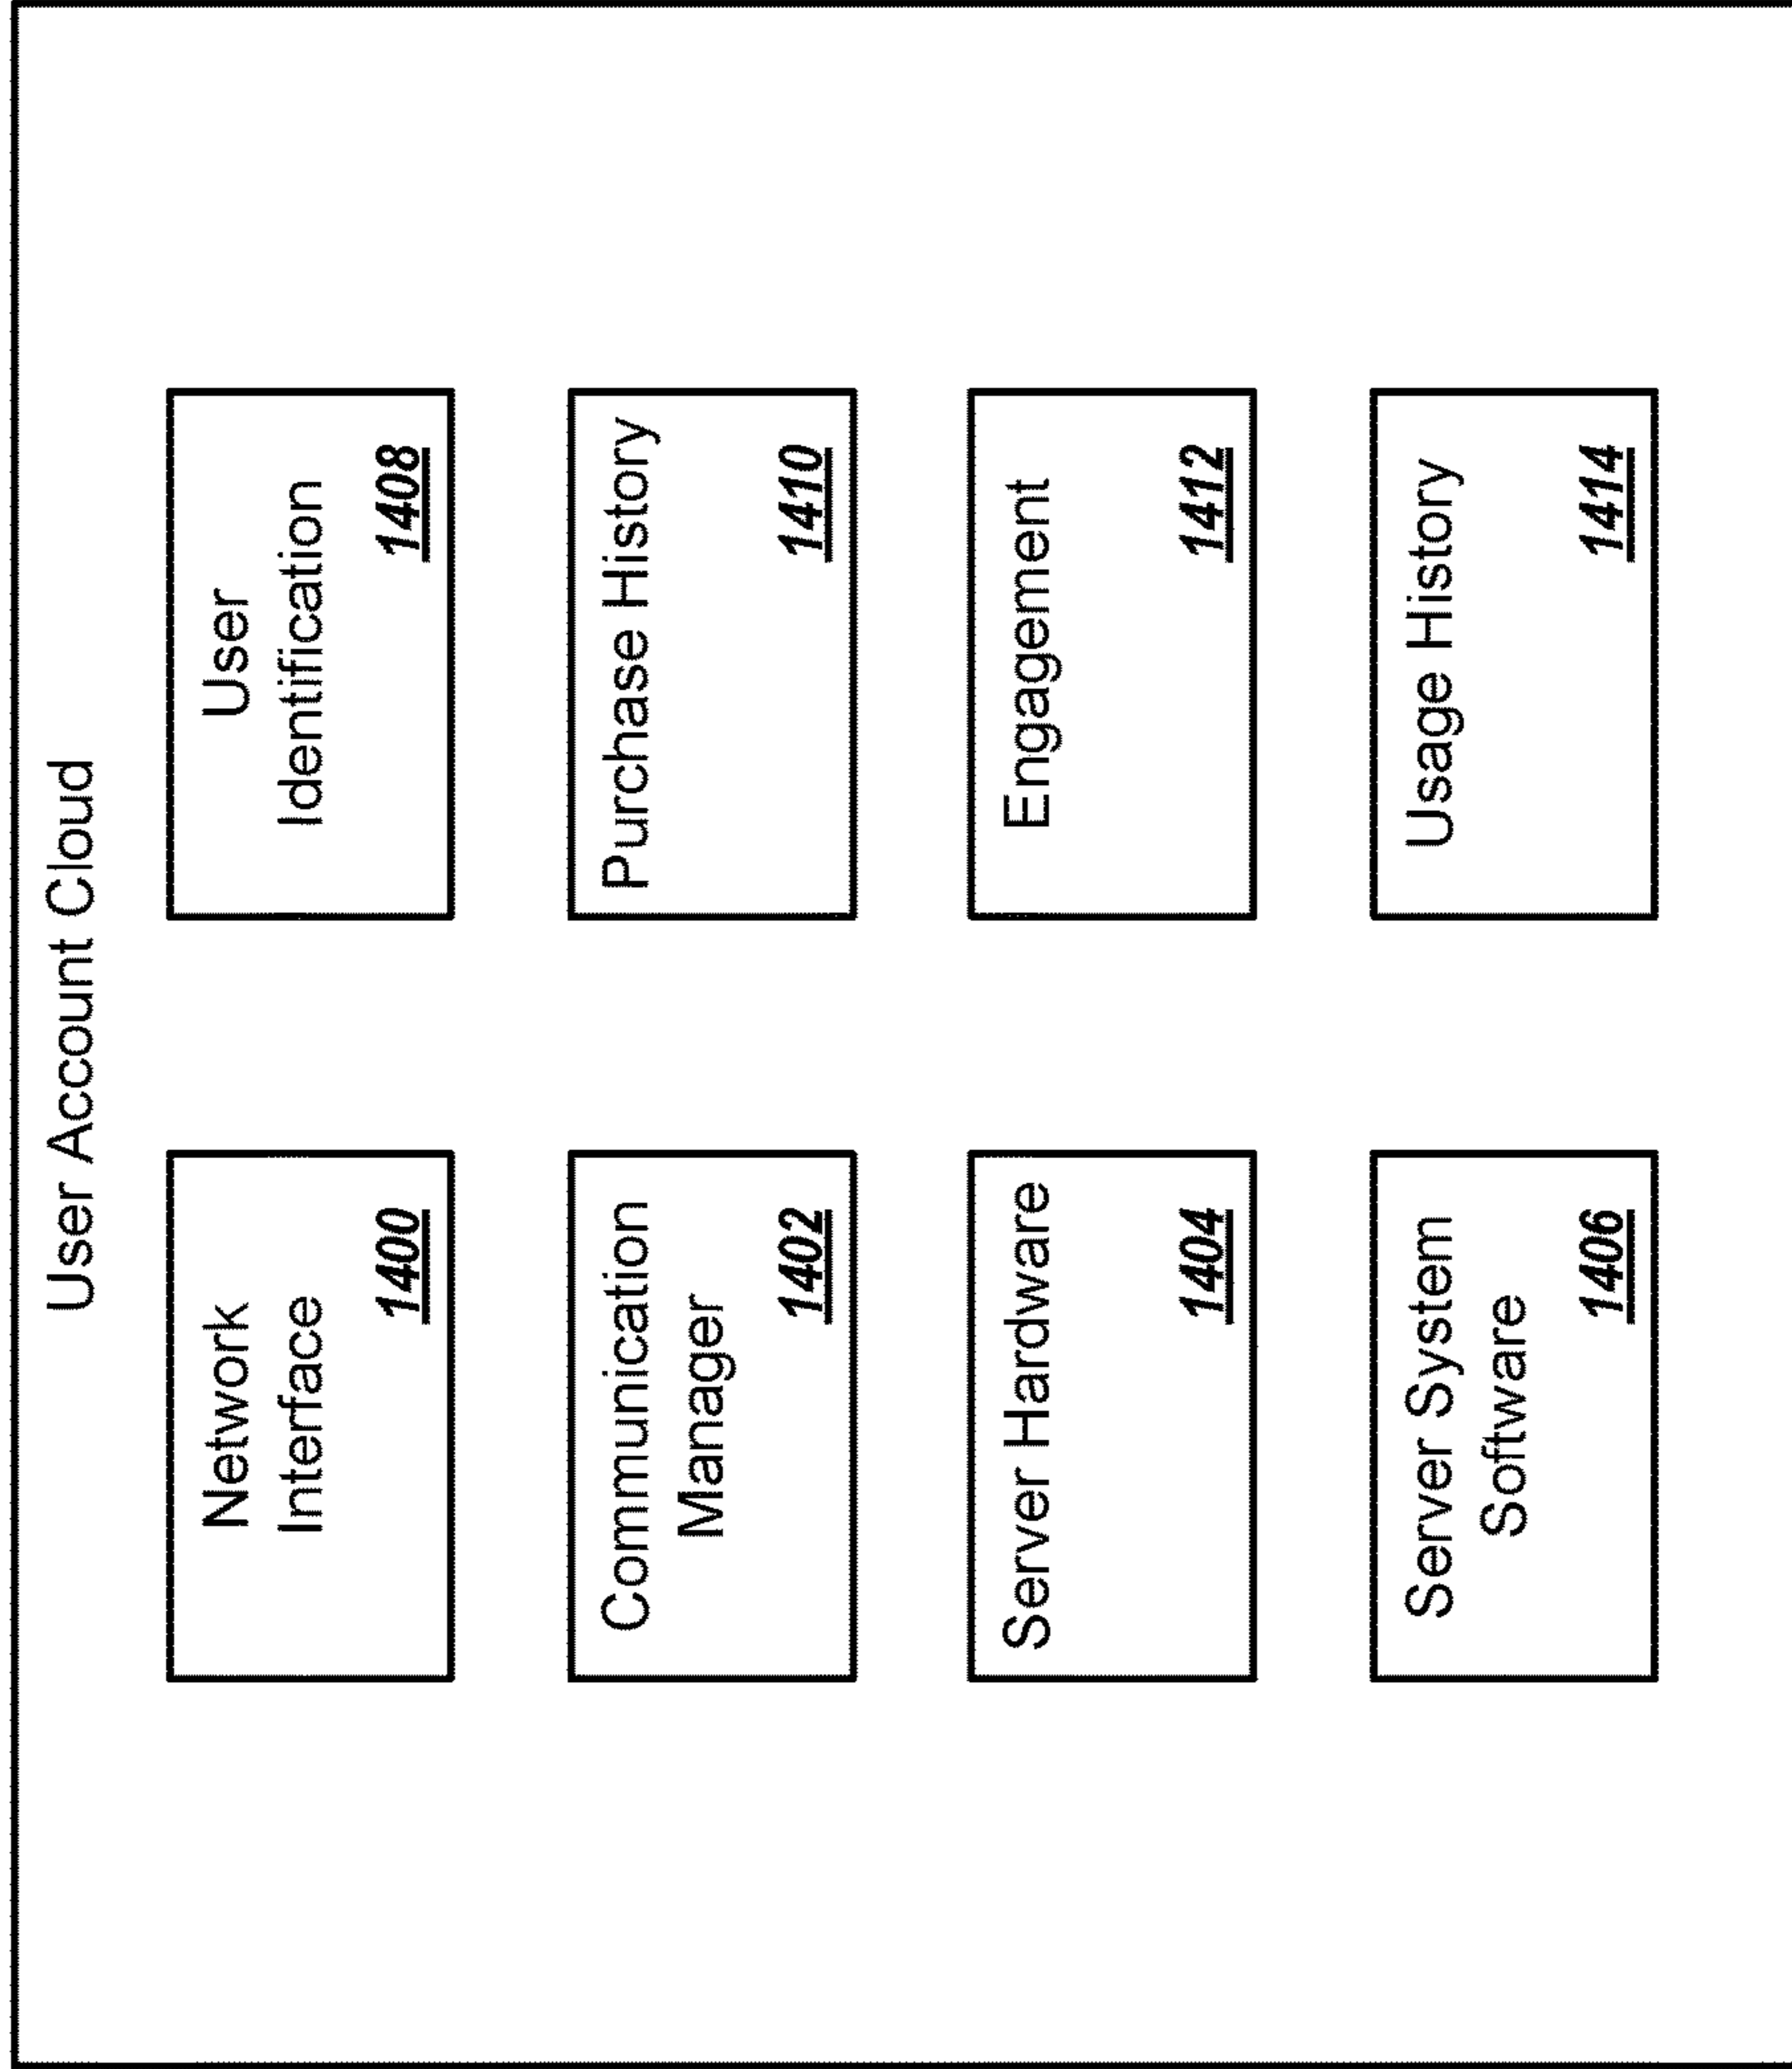 User Account Cloud
Network
Interface
1400
Communication
Manager
1402
Server Hardware
1404
Server System
Software
1406
User
Identification
1408
Purchase History
1410
Engagement
1412
Usage History
1414